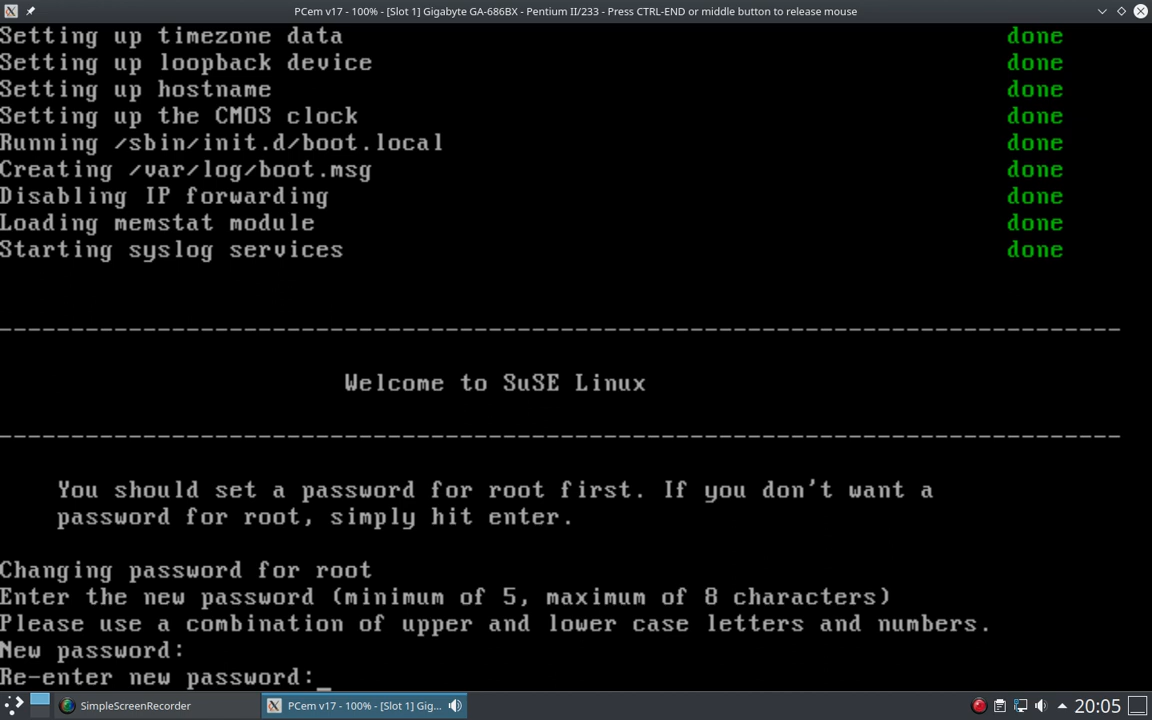 PCem v17 - 100% - [Slot 1] Gigabyte GA-686BX - Pentium II/233 - Press CTRL-END or middle button to release mouse
Setting up timezone data done
Setting up loopback device done
Setting up hostname done
Setting up the CMOS clock done
Running /sbin/init.d/boot.local done
Creating /var/log/boot.msg done
Disabling IP forwarding done
Loading memstat module done
Starting syslog services done
------------------------------------------------------------------------------
Welcome to SuSE Linux
------------------------------------------------------------------------------
You should set a password for root first. If you don't want a
password for root, simply hit enter.
Changing password for root
Enter the new password (minimum of 5, maximum of 8 characters)
Please use a combination of upper and lower case letters and numbers.
New password:
Re-enter new password:_
SimpleScreenRecorder PCem v17 - 100% - [Slot 1] Gig... 20:05